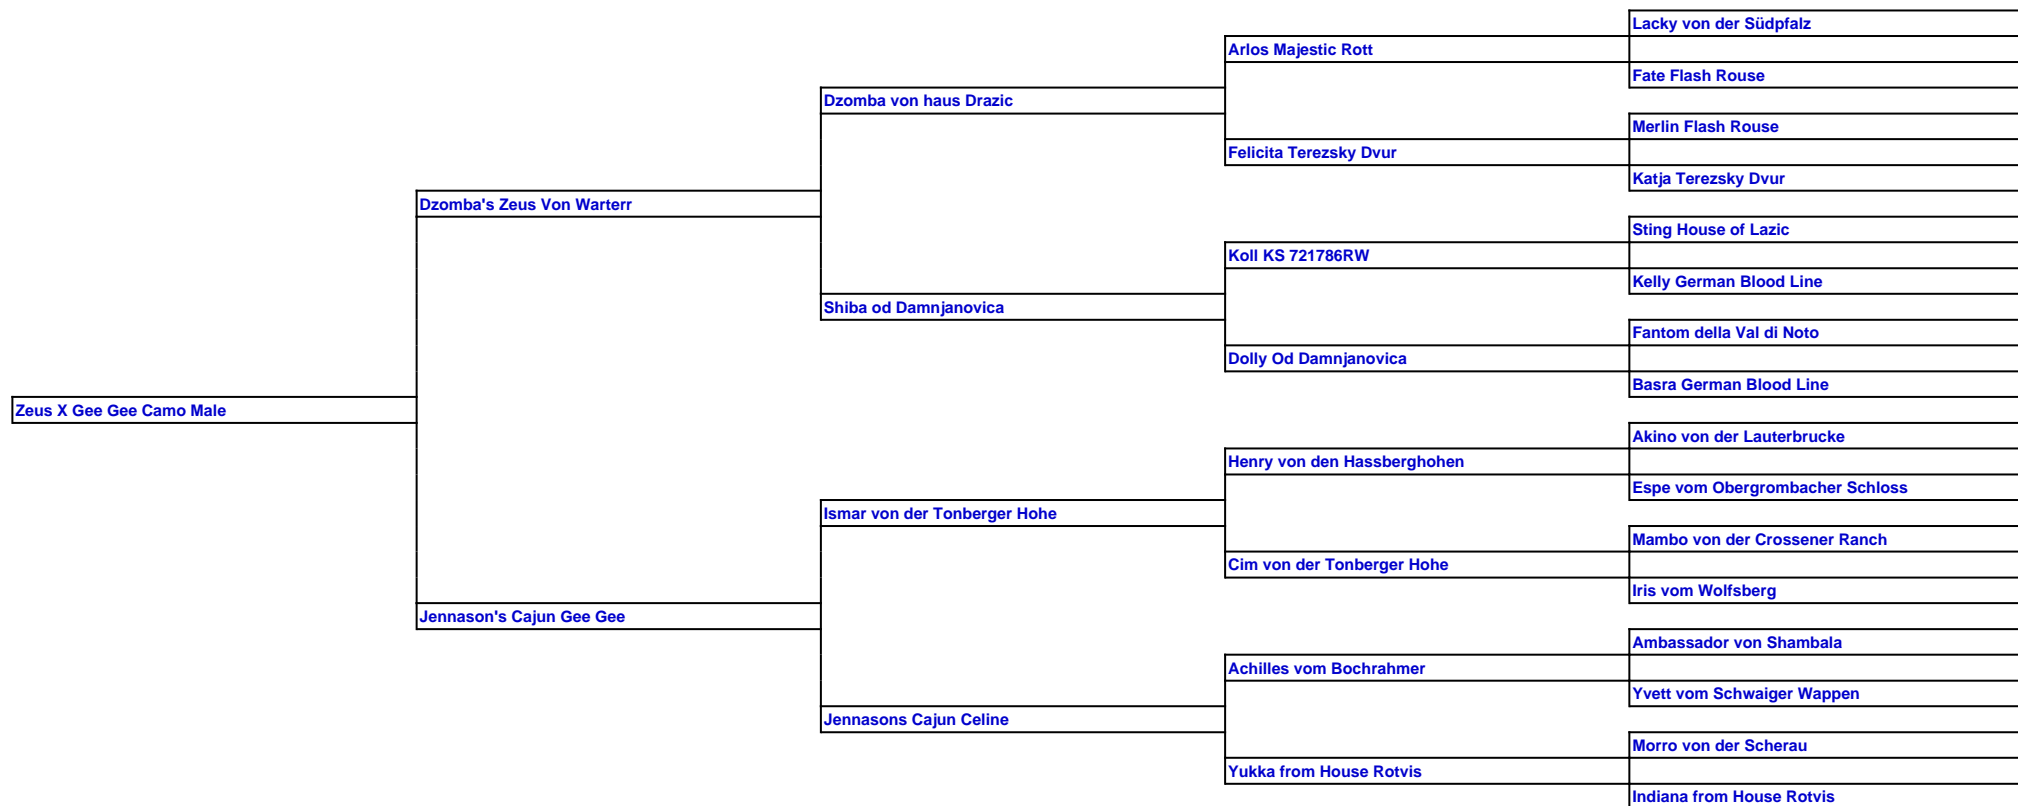 Lacky von der Südpfalz
Arlos Majestic Rott
Fate Flash Rouse
Dzomba von haus Drazic
Merlin Flash Rouse
Felicita Terezsky Dvur
Katja Terezsky Dvur
Dzomba's Zeus Von Warterr
Sting House of Lazic
Koll KS 721786RW
Kelly German Blood Line
Shiba od Damnjanovica
Fantom della Val di Noto
Dolly Od Damnjanovica
Basra German Blood Line
Zeus X Gee Gee Camo Male
Akino von der Lauterbrucke
Henry von den Hassberghohen
Espe vom Obergrombacher Schloss
Ismar von der Tonberger Hohe
Mambo von der Crossener Ranch
Cim von der Tonberger Hohe
Iris vom Wolfsberg
Jennason's Cajun Gee Gee
Ambassador von Shambala
Achilles vom Bochrahmer
Yvett vom Schwaiger Wappen
Jennasons Cajun Celine
Morro von der Scherau
Yukka from House Rotvis
Indiana from House Rotvis